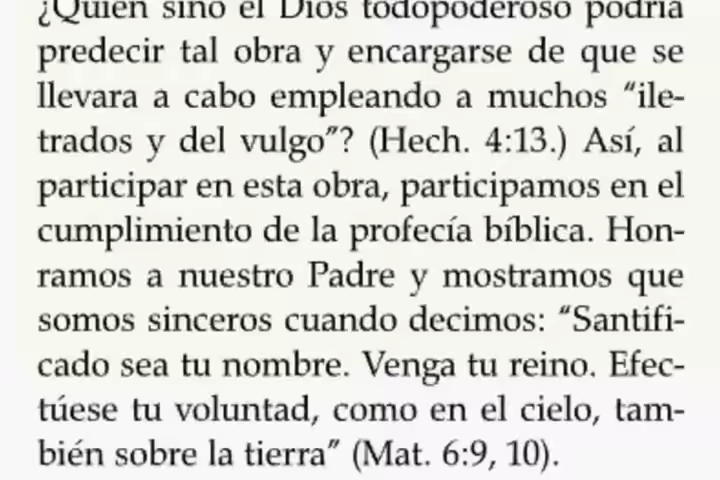 ¿Quién sino el Dios todopoderoso podría
predecir tal obra y encargarse de que se
llevara a cabo empleando a muchos “ile-
trados y del vulgo”? (Hech. 4:13.) Así, al
participar en esta obra, participamos en el
cumplimiento de la profecía bíblica. Hon-
ramos a nuestro Padre y mostramos que
somos sinceros cuando decimos: “Santifi-
cado sea tu nombre. Venga tu reino. Efec-
túese tu voluntad, como en el cielo, tam-
bién sobre la tierra” (Mat. 6:9, 10).